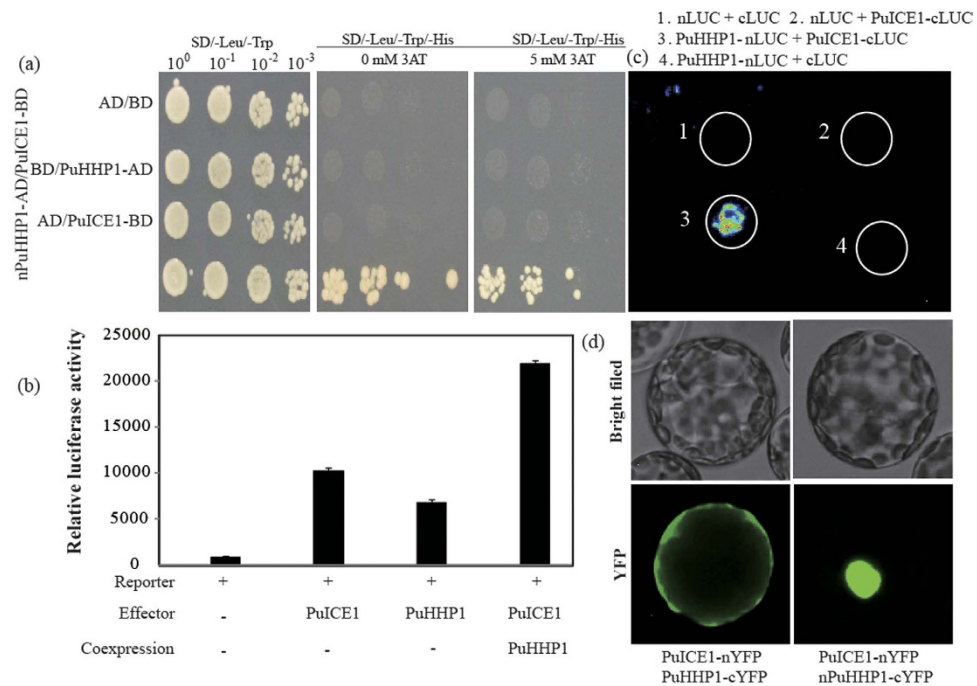 1. nLUC + cLUC 2. nLUC + PuICE1-cLUC
3. PuHHP1-nLUC + PuICE1-cLUC
4. PuHHP1-nLUC + cLUC
(a)
SD/-Leu/-Trp
SD/-Leu/-Trp/-His
0 mM 3AT
SD/-Leu/-Trp/-His
5 mM 3AT
(c)
10⁰ 10⁻¹ 10⁻² 10⁻³
nPuHHP1-AD/PuICE1-BD
AD/BD
BD/PuHHP1-AD
AD/PuICE1-BD
1
2
3
4
(b)
Relative luciferase activity
25000
20000
15000
10000
5000
0
Reporter + + + +
Effector - PuICE1 PuHHP1 PuICE1
Coexpression - - - PuHHP1
(d)
Bright filed
YFP
PuICE1-nYFP
PuHHP1-cYFP
PuICE1-nYFP
nPuHHP1-cYFP